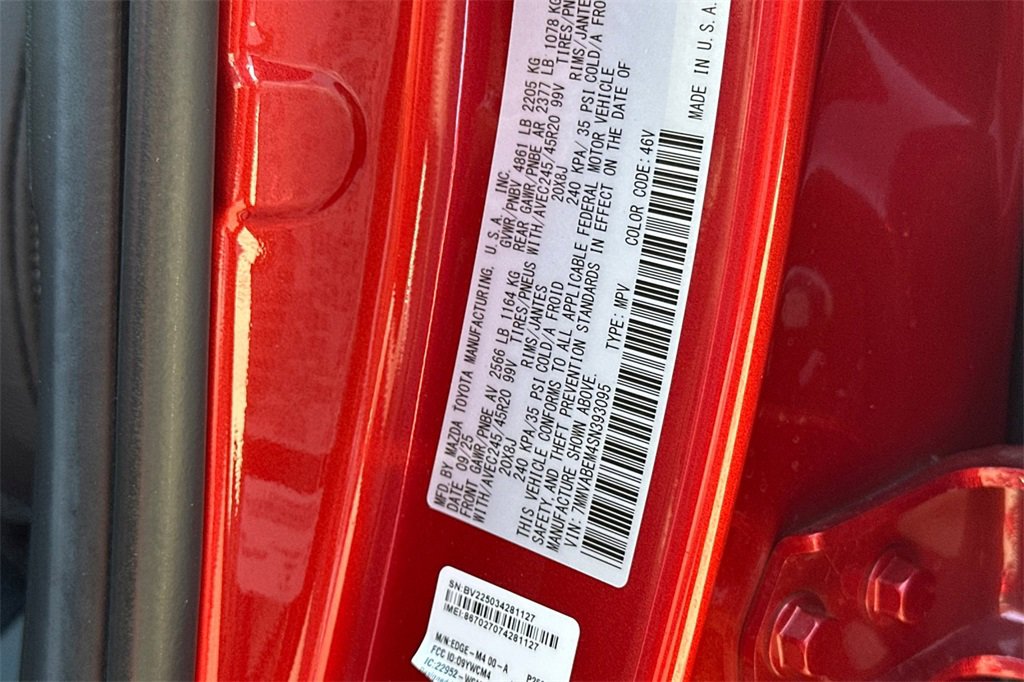 MFD. BY MAZDA TOYOTA MANUFACTURING, U.S.A. INC.
DATE 09/25 GVWR/PNBV 4861 LB 2205 KG
FRONT GAWR/PNBE AV 2566 LB 1164 KG REAR GAWR/PNBE AR 2377 LB 1078 KG
WITH/AVEC245/45R20 99V TIRES/PNEUS WITH/AVEC245/45R20 99V
20X8J RIMS/JANTES 20X8J RIMS/JANTES
240 KPA/35 PSI COLD/A FROID 240 KPA/ 35 PSI COLD/A
THIS VEHICLE CONFORMS TO ALL APPLICABLE FEDERAL MOTOR VEHICLE
SAFETY, AND THEFT PREVENTION STANDARDS IN EFFECT ON THE DATE OF
MANUFACTURE SHOWN ABOVE.
VIN: 7MMVABEM4SN393095 TYPE: MPV COLOR CODE: 46V
MADE IN U.S.A.
SN:BV225034281127
IMEI:867027074281127
M/N:EDGE-M4 00-A
FCC ID:O9YWCM4